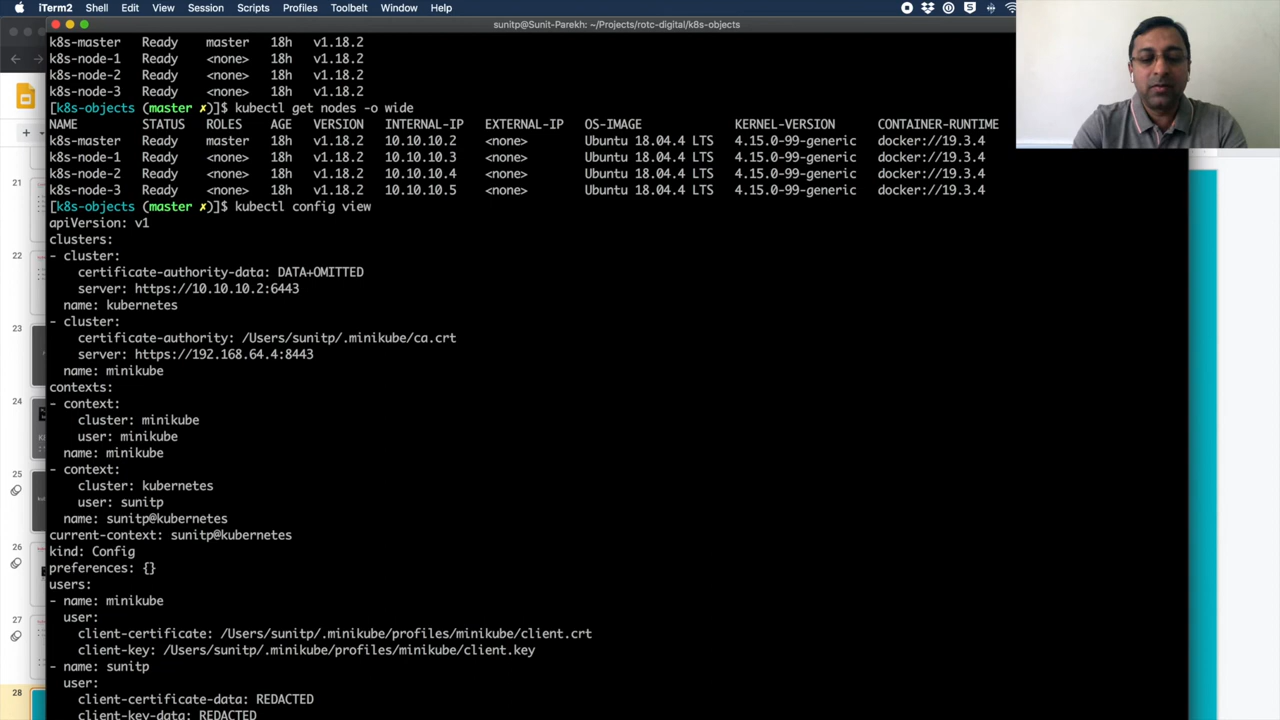 iTerm2 Shell Edit View Session Scripts Profiles Toolbelt Window Help
sunitp@Sunit-Parekh: ~/Projects/rotc-digital/k8s-objects
k8s-master Ready master 18h v1.18.2
k8s-node-1 Ready <none> 18h v1.18.2
k8s-node-2 Ready <none> 18h v1.18.2
k8s-node-3 Ready <none> 18h v1.18.2
[k8s-objects (master ✗)]$ kubectl get nodes -o wide
NAME STATUS ROLES AGE VERSION INTERNAL-IP EXTERNAL-IP OS-IMAGE KERNEL-VERSION CONTAINER-RUNTIME
k8s-master Ready master 18h v1.18.2 10.10.10.2 <none> Ubuntu 18.04.4 LTS 4.15.0-99-generic docker://19.3.4
k8s-node-1 Ready <none> 18h v1.18.2 10.10.10.3 <none> Ubuntu 18.04.4 LTS 4.15.0-99-generic docker://19.3.4
k8s-node-2 Ready <none> 18h v1.18.2 10.10.10.4 <none> Ubuntu 18.04.4 LTS 4.15.0-99-generic docker://19.3.4
k8s-node-3 Ready <none> 18h v1.18.2 10.10.10.5 <none> Ubuntu 18.04.4 LTS 4.15.0-99-generic docker://19.3.4
[k8s-objects (master ✗)]$ kubectl config view
apiVersion: v1
clusters:
- cluster:
    certificate-authority-data: DATA+OMITTED
    server: https://10.10.10.2:6443
  name: kubernetes
- cluster:
    certificate-authority: /Users/sunitp/.minikube/ca.crt
    server: https://192.168.64.4:8443
  name: minikube
contexts:
- context:
    cluster: minikube
    user: minikube
  name: minikube
- context:
    cluster: kubernetes
    user: sunitp
  name: sunitp@kubernetes
current-context: sunitp@kubernetes
kind: Config
preferences: {}
users:
- name: minikube
  user:
    client-certificate: /Users/sunitp/.minikube/profiles/minikube/client.crt
    client-key: /Users/sunitp/.minikube/profiles/minikube/client.key
- name: sunitp
  user:
    client-certificate-data: REDACTED
    client-key-data: REDACTED
21
22
23
24
25
26
27
28